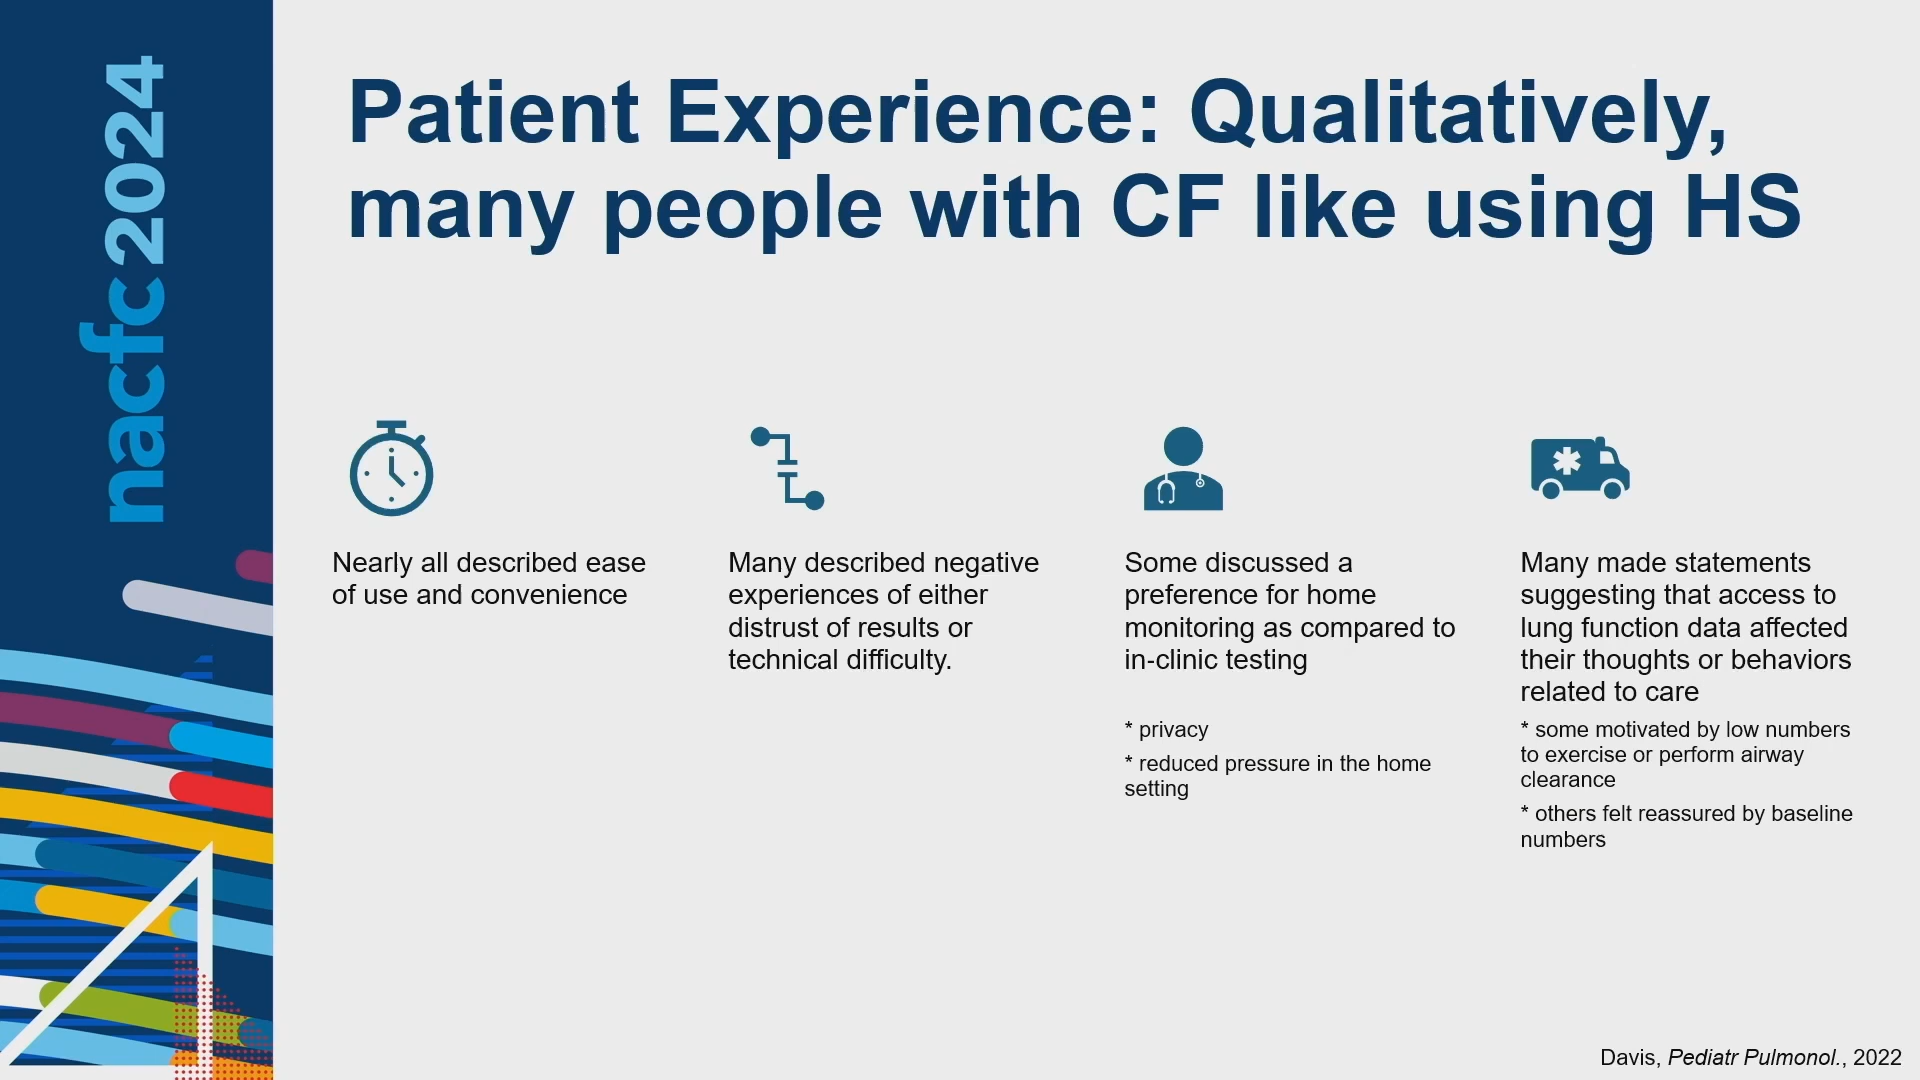 nacfc 2024
Patient Experience: Qualitatively,
many people with CF like using HS
Nearly all described ease
of use and convenience
Many described negative
experiences of either
distrust of results or
technical difficulty.
Some discussed a
preference for home
monitoring as compared to
in-clinic testing
* privacy
* reduced pressure in the home
setting
Many made statements
suggesting that access to
lung function data affected
their thoughts or behaviors
related to care
* some motivated by low numbers
to exercise or perform airway
clearance
* others felt reassured by baseline
numbers
Davis, Pediatr Pulmonol., 2022